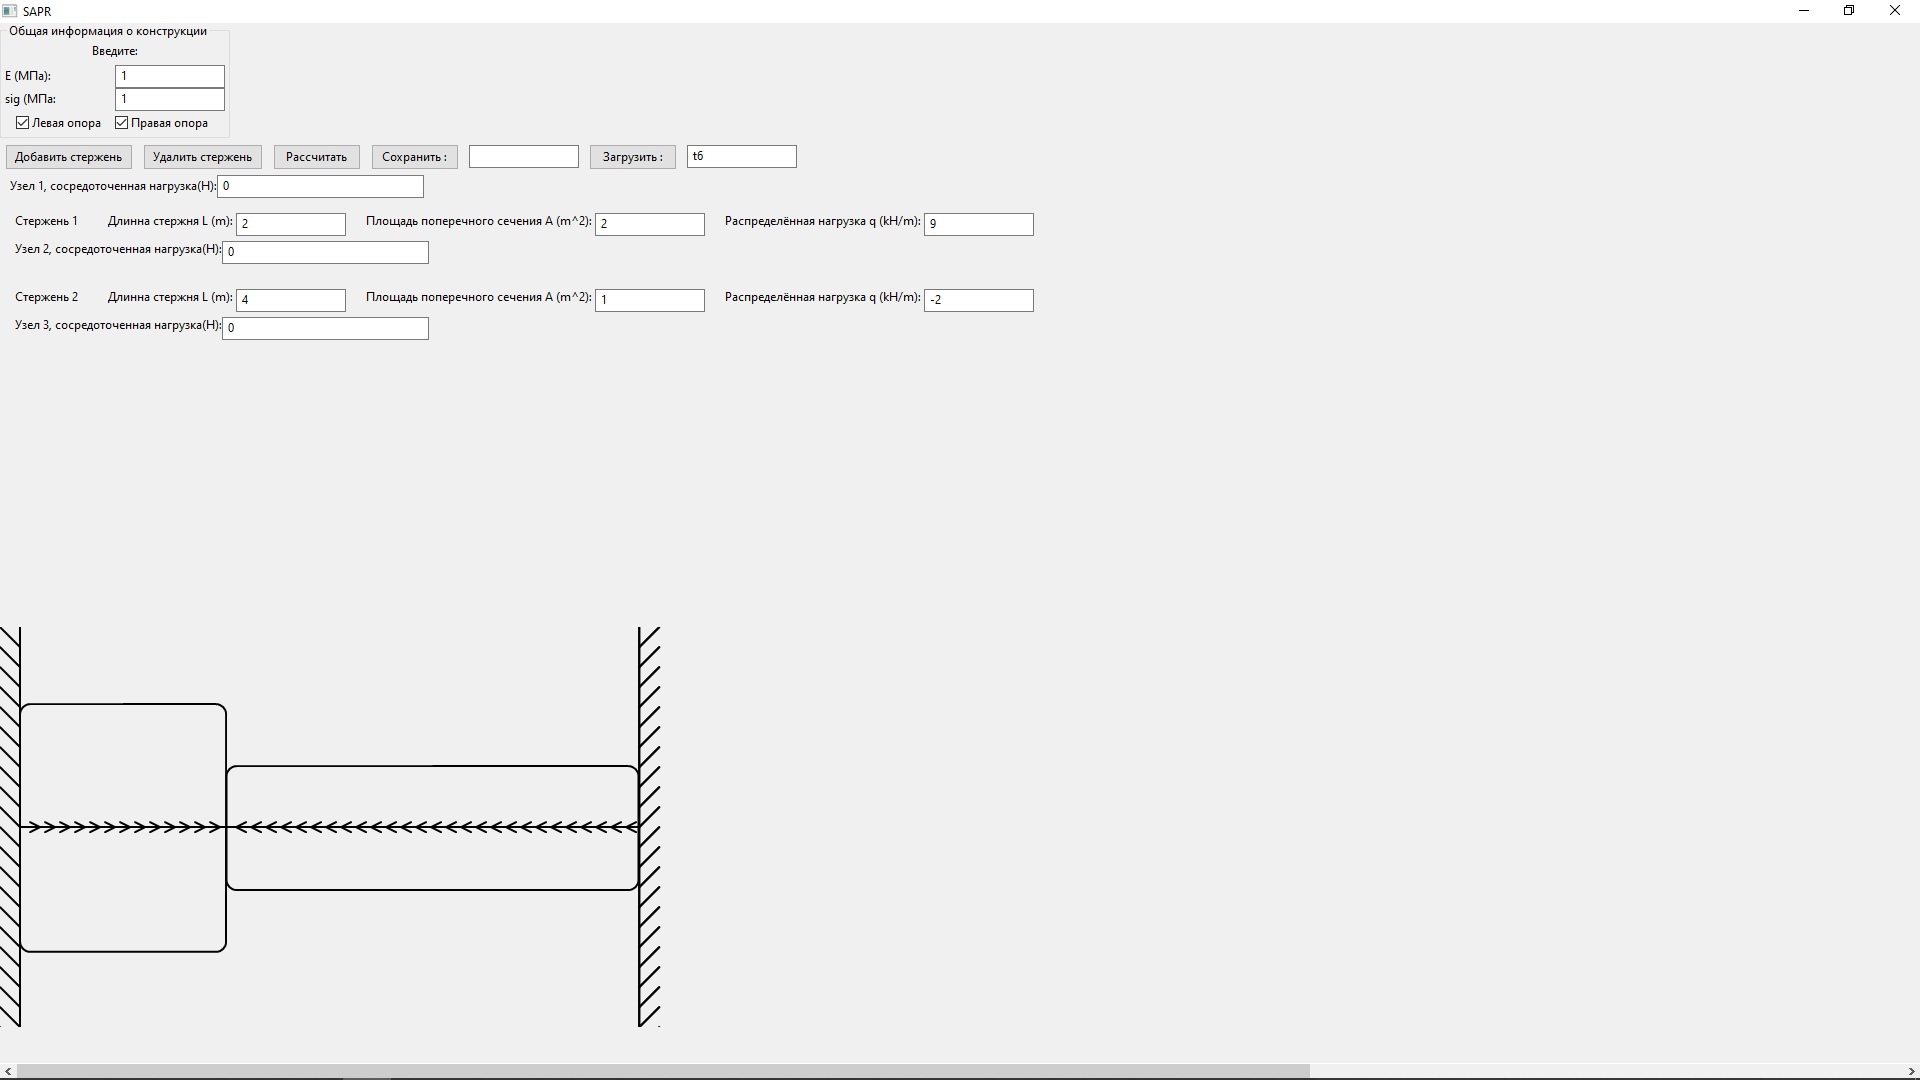 SAPR
Общая информация о конструкции
Введите:
E (МПа): 1
sig (МПа: 1
Левая опора Правая опора
Добавить стержень Удалить стержень Рассчитать Сохранить : Загрузить : t6
Узел 1, сосредоточенная нагрузка(Н): 0
Стержень 1 Длинна стержня L (m): 2 Площадь поперечного сечения A (m^2): 2 Распределённая нагрузка q (kH/m): 9
Узел 2, сосредоточенная нагрузка(Н): 0
Стержень 2 Длинна стержня L (m): 4 Площадь поперечного сечения A (m^2): 1 Распределённая нагрузка q (kH/m): -2
Узел 3, сосредоточенная нагрузка(Н): 0